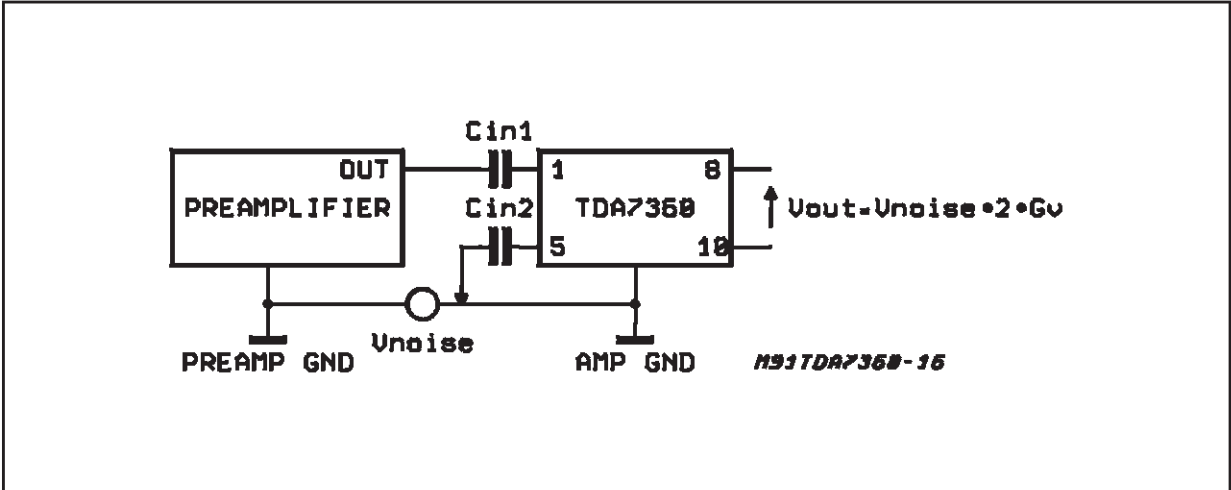 Cin1
OUT
1
8
PREAMPLIFIER
Cin2
TDA7360
Vout=Vnoise•2•Gv
5
10
Vnoise
PREAMP GND
AMP GND
M91TDA7360-16